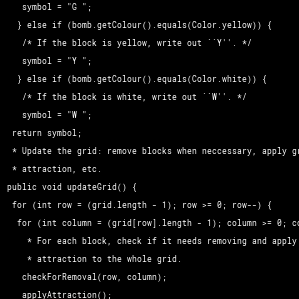 symbol = "G ";
} else if (bomb.getColour().equals(Color.yellow)) {
/* If the block is yellow, write out ``Y''. */
symbol = "Y ";
} else if (bomb.getColour().equals(Color.white)) {
/* If the block is white, write out ``W''. */
symbol = "W ";
return symbol;
* Update the grid: remove blocks when neccessary, apply
* attraction, etc.
public void updateGrid() {
for (int row = (grid.length - 1); row >= 0; row--) {
for (int column = (grid[row].length - 1); column >= 0;
* For each block, check if it needs removing and apply
* attraction to the whole grid.
checkForRemoval(row, column);
applyAttraction();